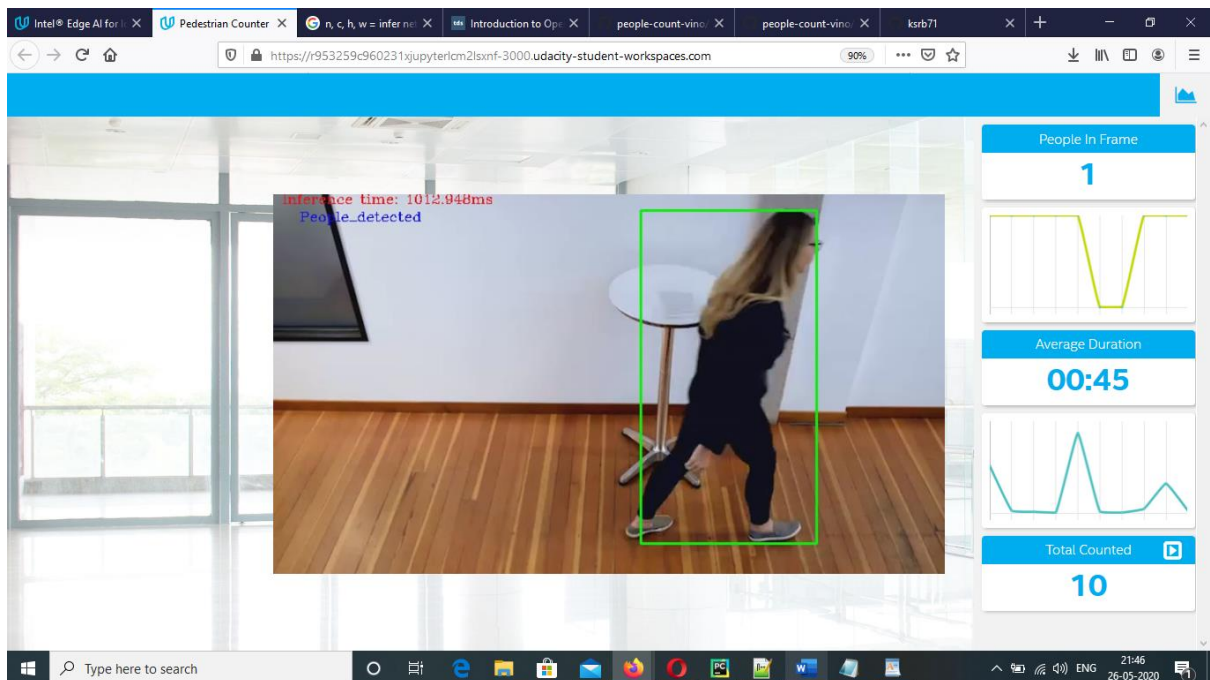 Intel® Edge AI for I
Pedestrian Counter
n, c, h, w = infer net
Introduction to Ope
people-count-vino/
people-count-vino/
ksrb71
https://r953259c960231xjupyterlcm2lsxnf-3000.udacity-student-workspaces.com
90%
People In Frame
1
Inference time: 1012.948ms
People_detected
Average Duration
00:45
Total Counted
10
Type here to search
ENG
21:46
26-05-2020